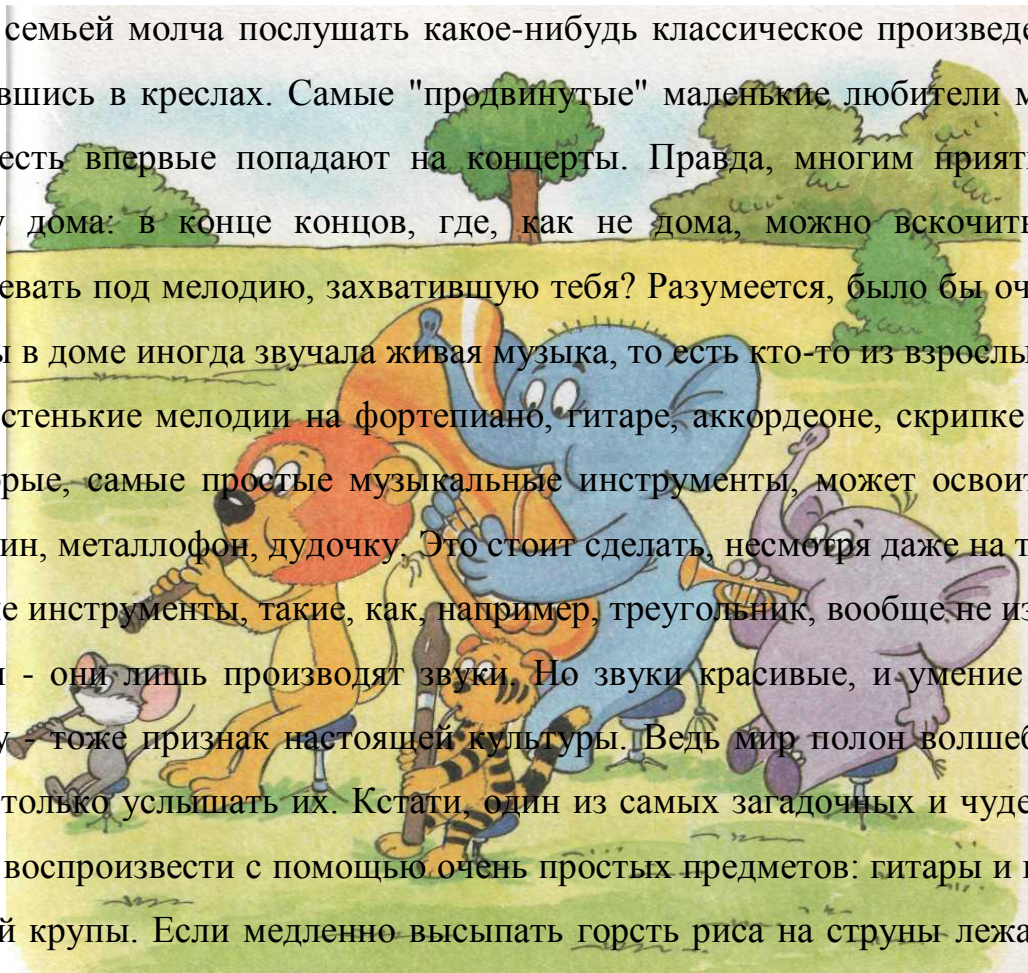 семьей молча послушать какое-нибудь классическое произведе
вшись в креслах. Самые "продвинутые" маленькие любители м
есть впервые попадают на концерты. Правда, многим прият
у дома: в конце концов, где, как не дома, можно вскочить
евать под мелодию, захватившую тебя? Разумеется, было бы оч
ы в доме иногда звучала живая музыка, то есть кто-то из взрослы
стенькие мелодии на фортепиано, гитаре, аккордеоне, скрипке
орые, самые простые музыкальные инструменты, может освоит
ин, металлофон, дудочку. Это стоит сделать, несмотря даже на т
ие инструменты, такие, как, например, треугольник, вообще не из
и - они лишь производят звуки. Но звуки красивые, и умение
у - тоже признак настоящей культуры. Ведь мир полон волшеб
только услышать их. Кстати, один из самых загадочных и чуде
воспроизвести с помощью очень простых предметов: гитары и
й крупы. Если медленно высыпать горсть риса на струны лежа